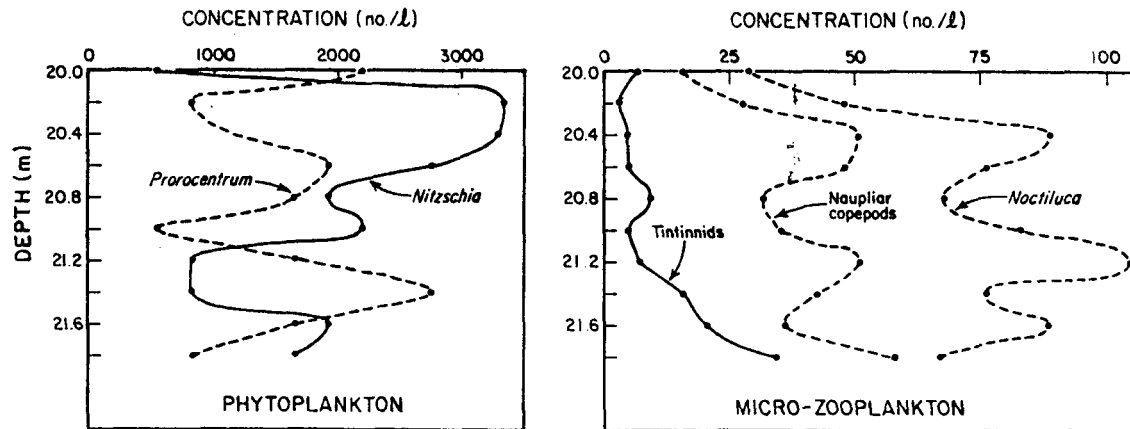 CONCENTRATION (no./l)
0 1000 2000 3000
20.0
20.4
20.8
21.2
21.6
DEPTH (m)
Prorocentrum
Nitzschia
PHYTOPLANKTON
CONCENTRATION (no./l)
0 25 50 75 100
20.0
20.4
20.8
21.2
21.6
Naupliar
copepods
Noctiluca
Tintinnids
MICRO-ZOOPLANKTON